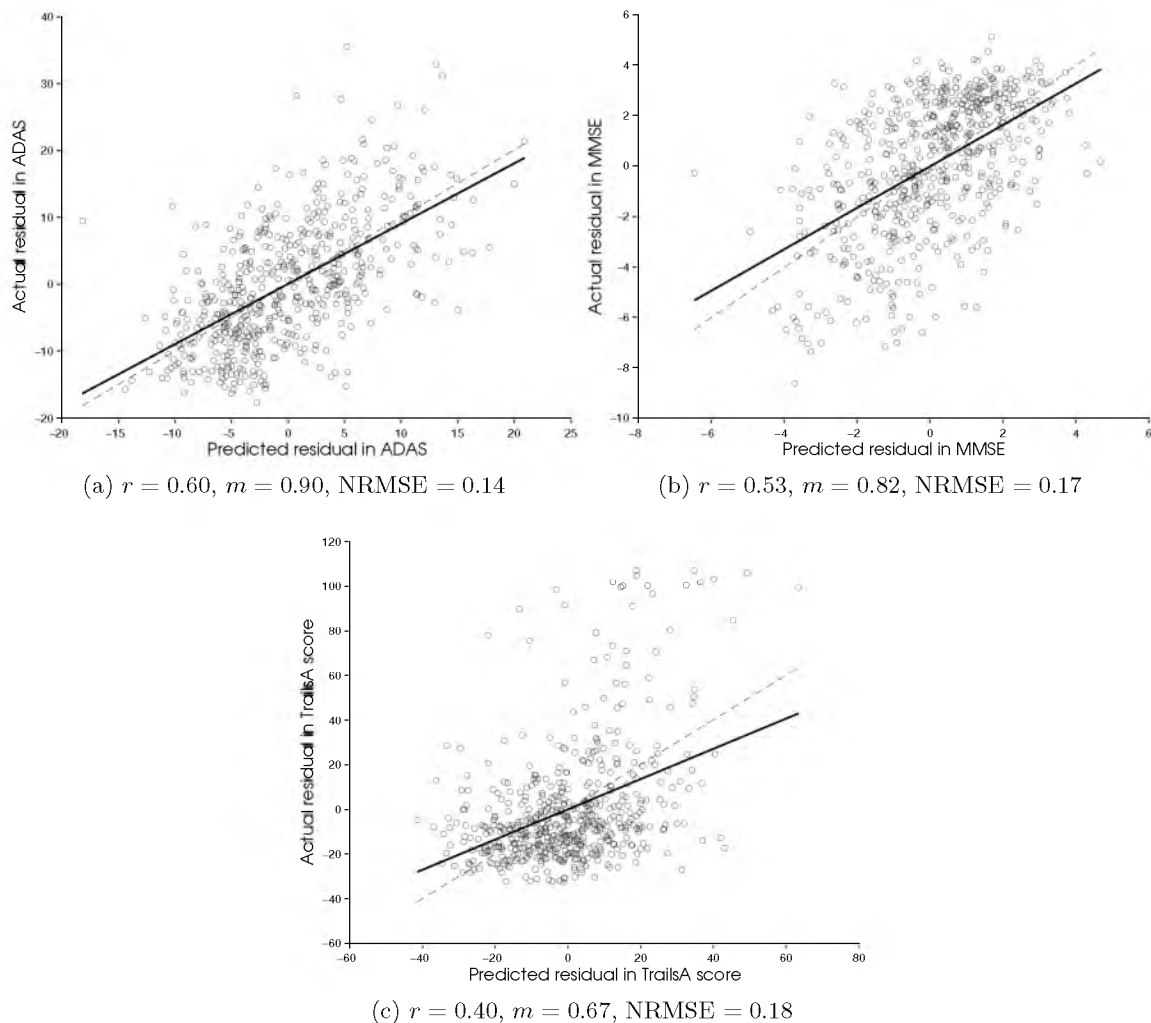 40
30
20
10
0
−10
−20
−20 −15 −10 −5 0 5 10 15 20 25
Actual residual in ADAS
Predicted residual in ADAS
(a) r = 0.60, m = 0.90, NRMSE = 0.14
6
4
2
0
−2
−4
−6
−8
−10
−8 −6 −4 −2 0 2 4 6
Actual residual in MMSE
Predicted residual in MMSE
(b) r = 0.53, m = 0.82, NRMSE = 0.17
120
100
80
60
40
20
0
−20
−40
−60
−60 −40 −20 0 20 40 60 80
Actual residual in TrailsA score
Predicted residual in TrailsA score
(c) r = 0.40, m = 0.67, NRMSE = 0.18